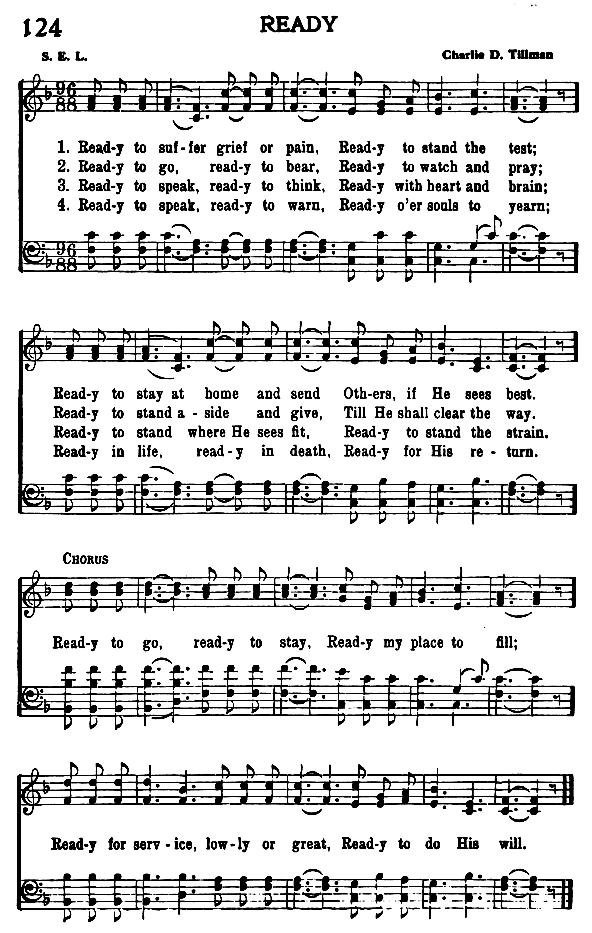 124
READY
S. E. L.
Charlie D. Tillman
9 6
8 8
1. Read-y to suf-fer grief or pain, Read-y to stand the test;
2. Read-y to go, read-y to bear, Read-y to watch and pray;
3. Read-y to speak, read-y to think, Read-y with heart and brain;
4. Read-y to speak, read-y to warn, Read-y o'er souls to yearn;
9 6
8 8
Read-y to stay at home and send Oth-ers, if He sees best.
Read-y to stand a - side and give, Till He shall clear the way.
Read-y to stand where He sees fit, Read-y to stand the strain.
Read-y in life, read-y in death, Read-y for His re - turn.
CHORUS
Read-y to go, read-y to stay, Read-y my place to fill;
Read-y for serv - ice, low-ly or great, Read-y to do His will.